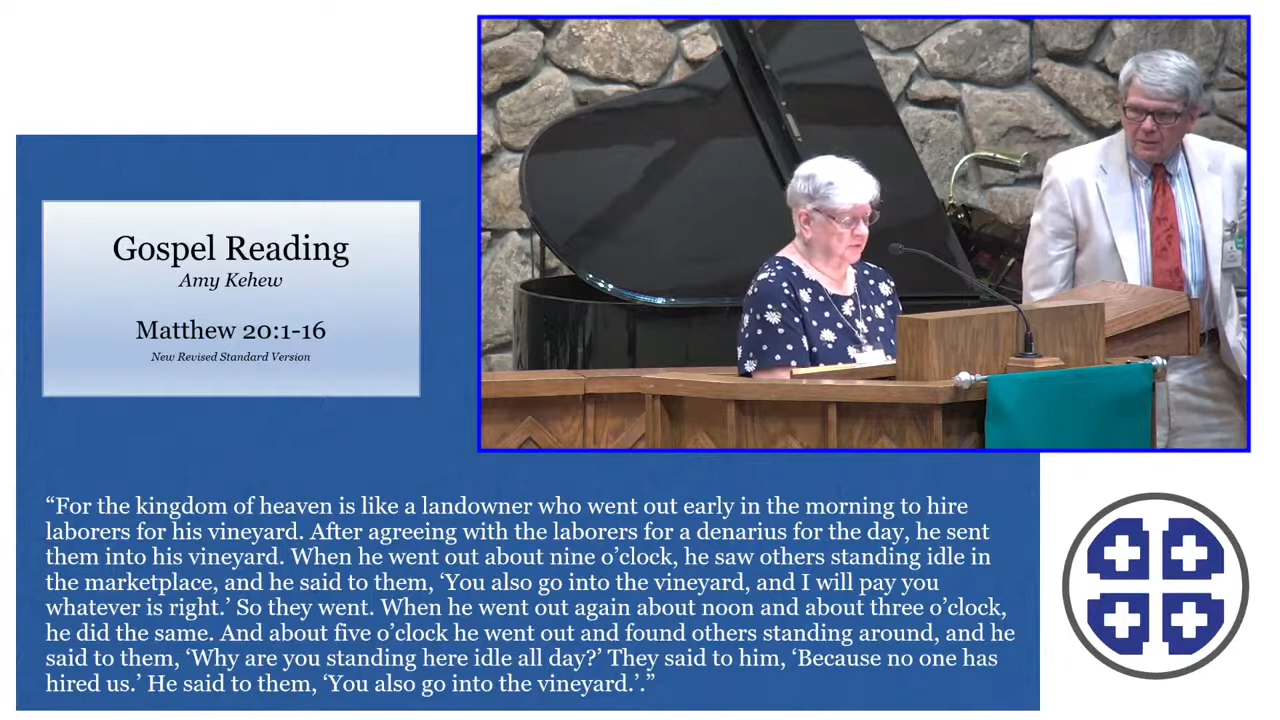 Gospel Reading
Amy Kehew
Matthew 20:1-16
New Revised Standard Version
“For the kingdom of heaven is like a landowner who went out early in the morning to hire
laborers for his vineyard. After agreeing with the laborers for a denarius for the day, he sent
them into his vineyard. When he went out about nine o’clock, he saw others standing idle in
the marketplace, and he said to them, ‘You also go into the vineyard, and I will pay you
whatever is right.’ So they went. When he went out again about noon and about three o’clock,
he did the same. And about five o’clock he went out and found others standing around, and he
said to them, ‘Why are you standing here idle all day?’ They said to him, ‘Because no one has
hired us.’ He said to them, ‘You also go into the vineyard.’.”